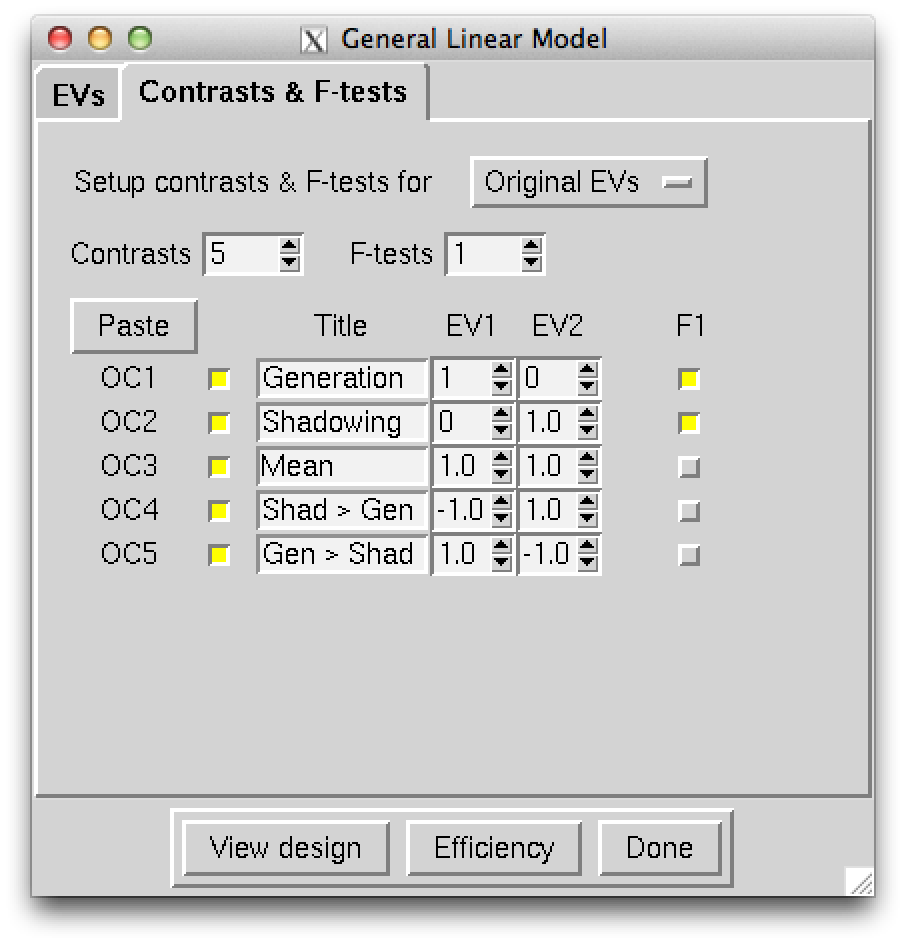 General Linear Model
EVs Contrasts & F-tests
Setup contrasts & F-tests for Original EVs
Contrasts 5 F-tests 1
Paste Title EV1 EV2 F1
OC1 Generation 1 0
OC2 Shadowing 0 1.0
OC3 Mean 1.0 1.0
OC4 Shad > Gen -1.0 1.0
OC5 Gen > Shad 1.0 -1.0
View design Efficiency Done